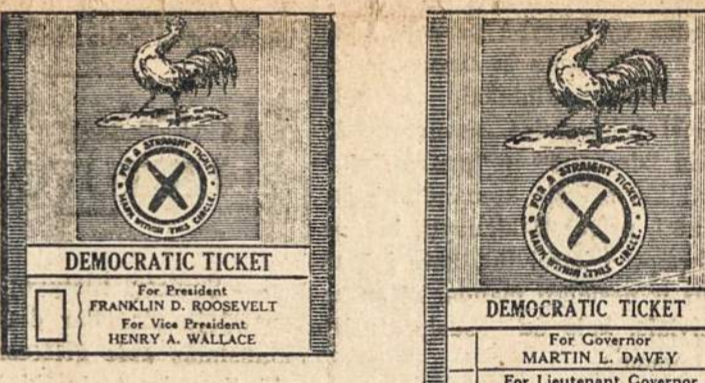 FOR A STRAIGHT TICKET
MARK WITHIN THIS CIRCLE.
DEMOCRATIC TICKET
For President
FRANKLIN D. ROOSEVELT
For Vice President
HENRY A. WALLACE
FOR A STRAIGHT TICKET
MARK WITHIN THIS CIRCLE.
DEMOCRATIC TICKET
For Governor
MARTIN L. DAVEY
For Lieutenant Governor